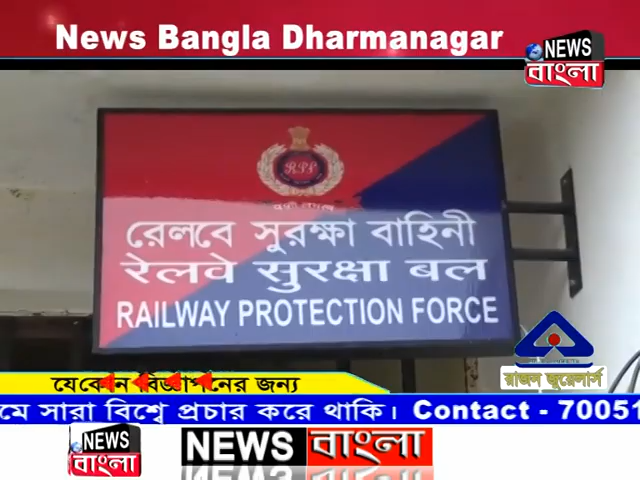 News Bangla Dharmanagar
NEWS
বাংলা
RPF
রেলবে সুরক্ষা বাহিনী
रेलवे सुरक्षा बल
RAILWAY PROTECTION FORCE
রাজল জুয়েলার্স
যেকোন বিজ্ঞাপনের জন্য
মে সারা বিশ্বে প্রচার করে থাকি। Contact - 70051
NEWS
বাংলা
NEWS বাংলা